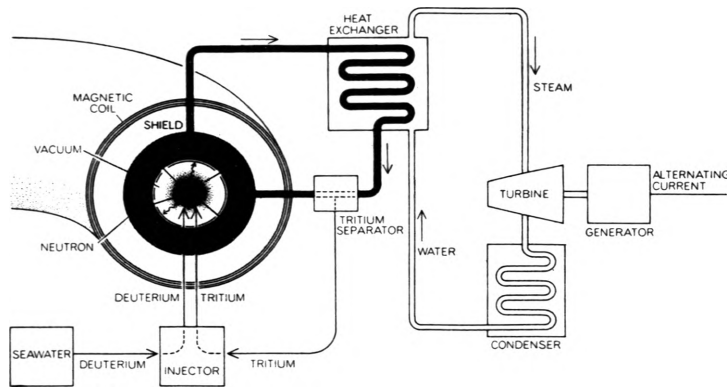 HEAT
EXCHANGER
MAGNETIC
COIL
SHIELD
STEAM
VACUUM
TURBINE
ALTERNATING
CURRENT
TRITIUM
SEPARATOR
GENERATOR
NEUTRON
WATER
DEUTERIUM
TRITIUM
CONDENSER
SEAWATER
DEUTERIUM
INJECTOR
TRITIUM